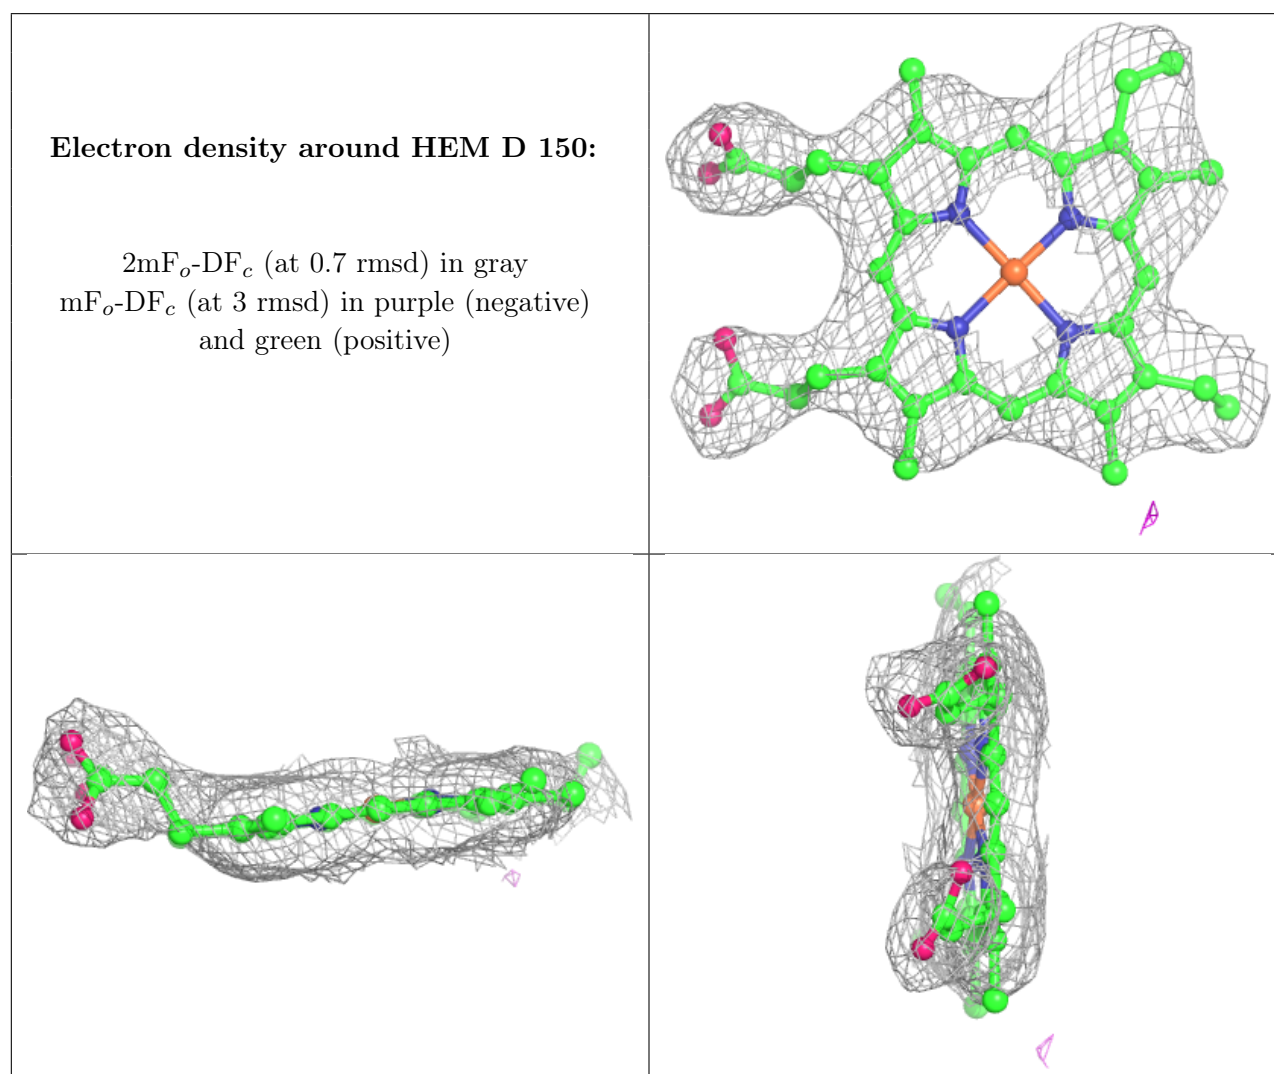 Electron density around HEM D 150:
2mFo-DFc (at 0.7 rmsd) in gray
mFo-DFc (at 3 rmsd) in purple (negative)
and green (positive)